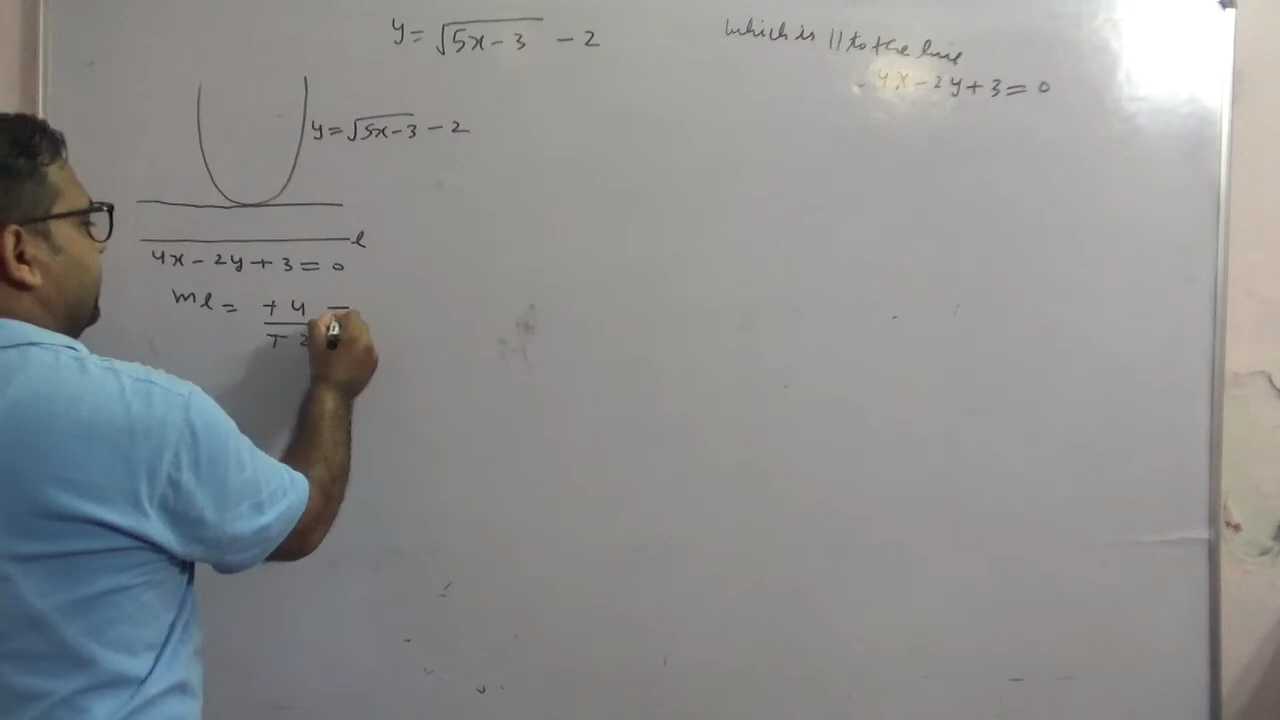 y = √5x-3 - 2
which is || to the line
4x - 2y + 3 = 0
y = √5x-3 - 2
l
4x - 2y + 3 = 0
ml = +4
+2